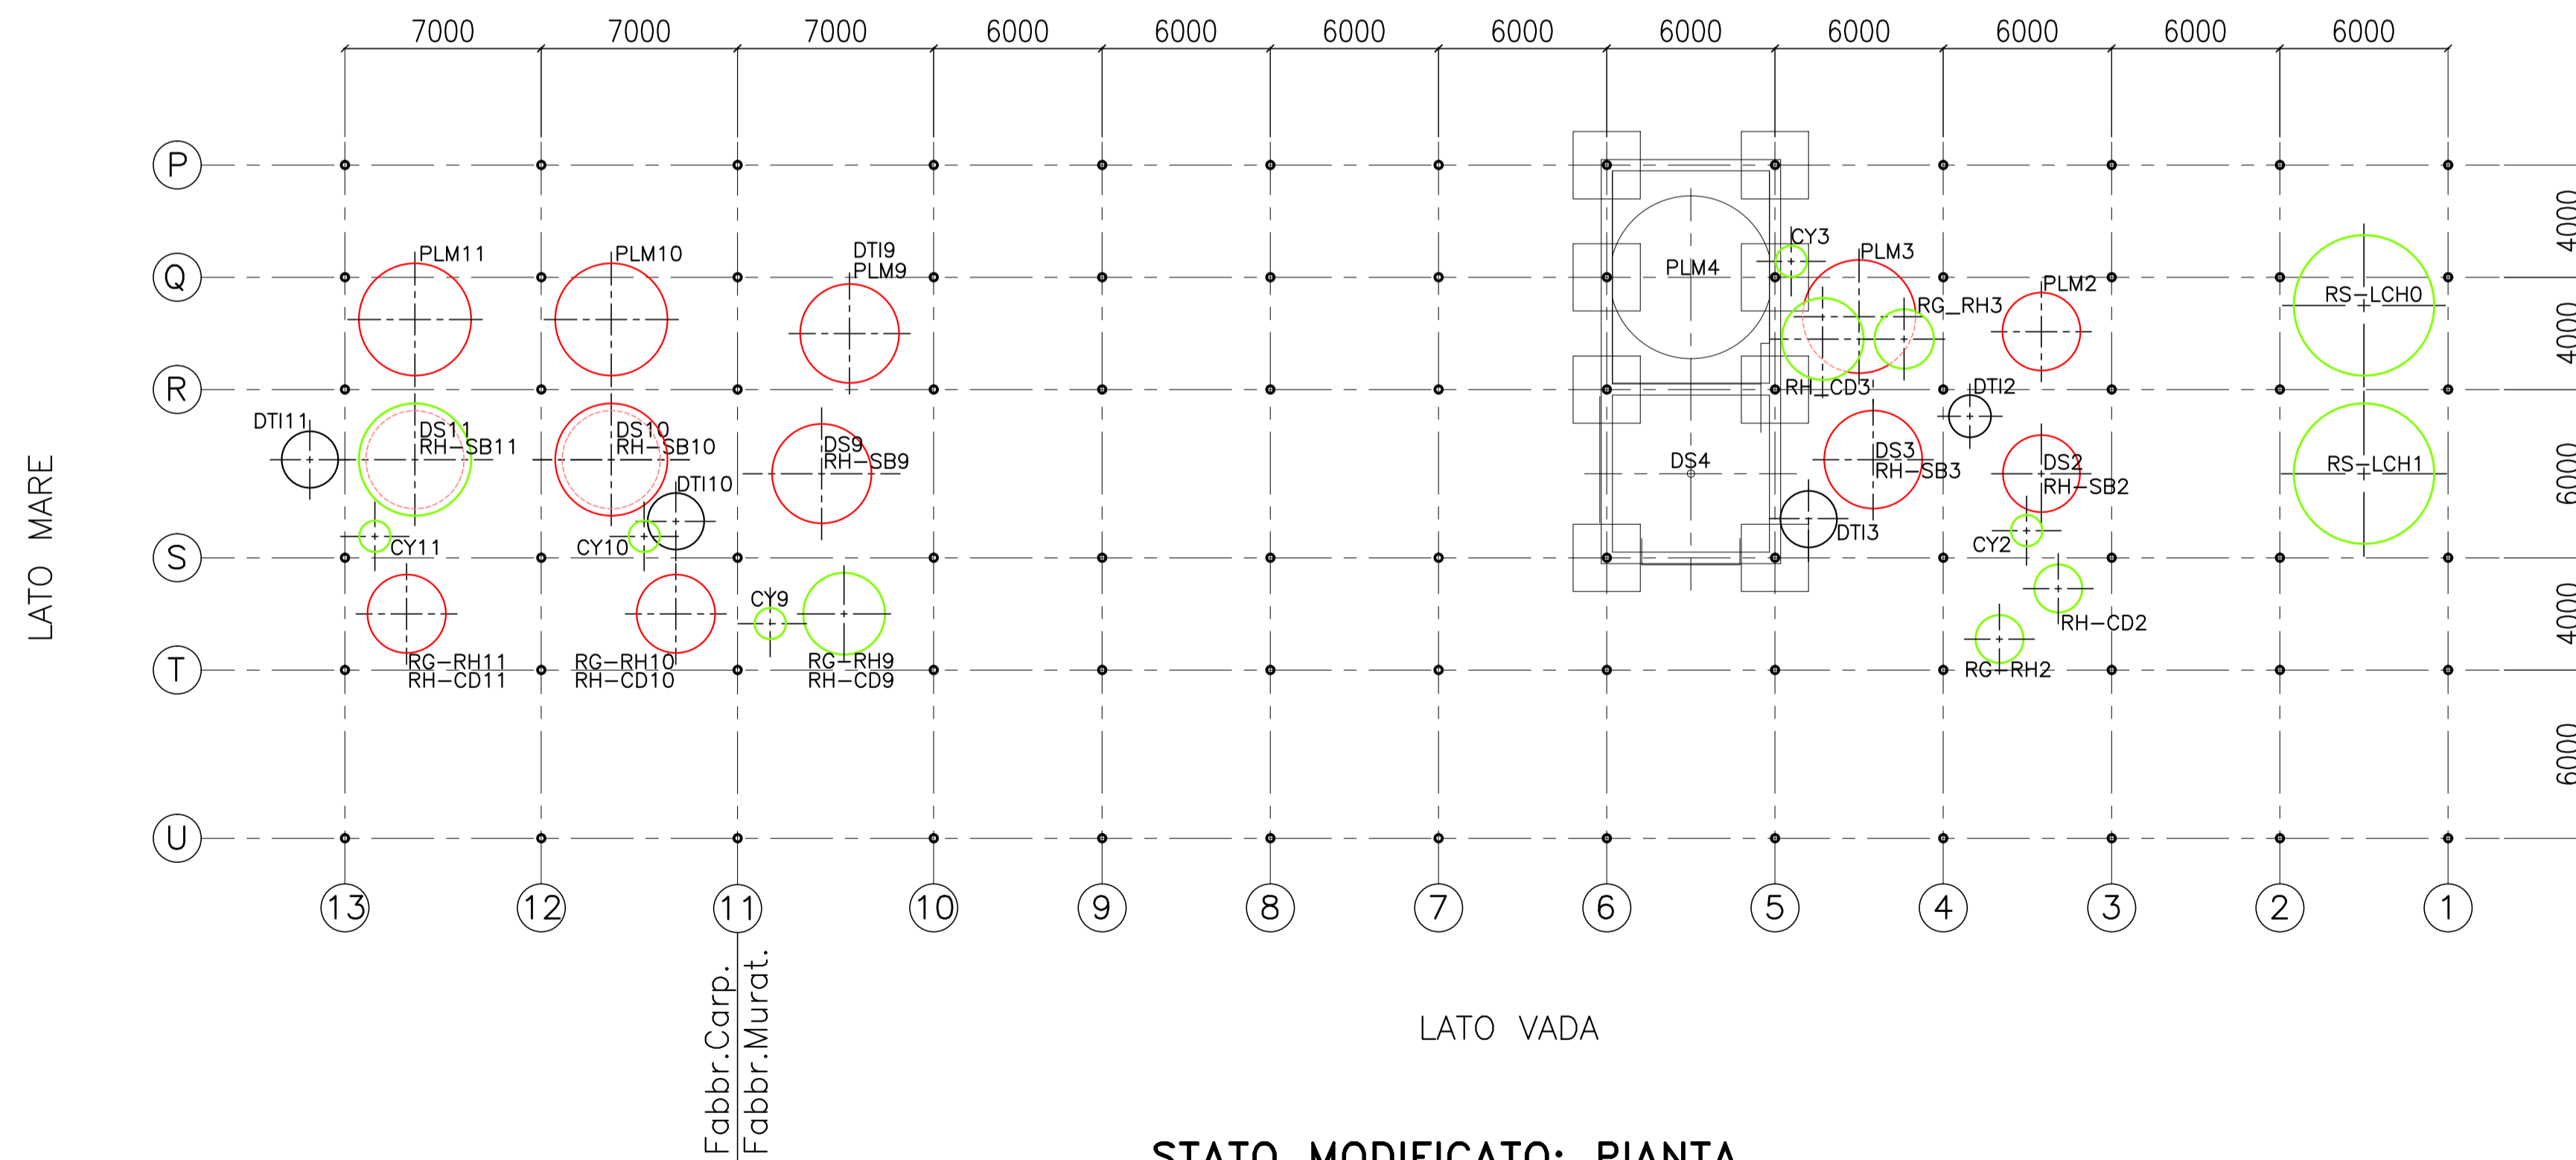 7000 7000 7000 6000 6000 6000 6000 6000 6000 6000 6000 6000
P
4000
CY3
PLM11 PLM10 DTI9 PLM3
PLM9 PLM4
Q
PLM2
RS-LCH0
RG_RH3
4000
R
RH_CD3 DTI2
DTI11
DS11 DS10 DS9 DS3 DS2
RH-SB11 RH-SB10 RH-SB9 DS4 RH-SB3 RH-SB2
RS-LCH1
DTI10
6000
LATO MARE
DTI3
CY11 CY10 CY2
S
CY9
RH-CD2
4000
RG-RH11 RG-RH10 RG-RH9 RG-RH2
T
RH-CD11 RH-CD10 RH-CD9
6000
U
13 12 11 10 9 8 7 6 5 4 3 2 1
Fabbr.Carp.
Fabbr.Murat.
LATO VADA
STATO MODIFICATO: PIANTA